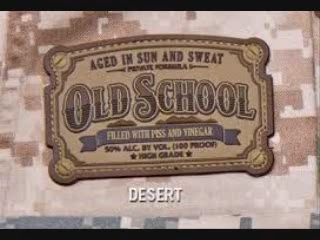 AGED IN SUN AND SWEAT
PRIVATE FORMULA
OLD SCHOOL
FILLED WITH PISS AND VINEGAR
50% ALC. BY VOL. (100 PROOF)
★ HIGH GRADE ★
DESERT